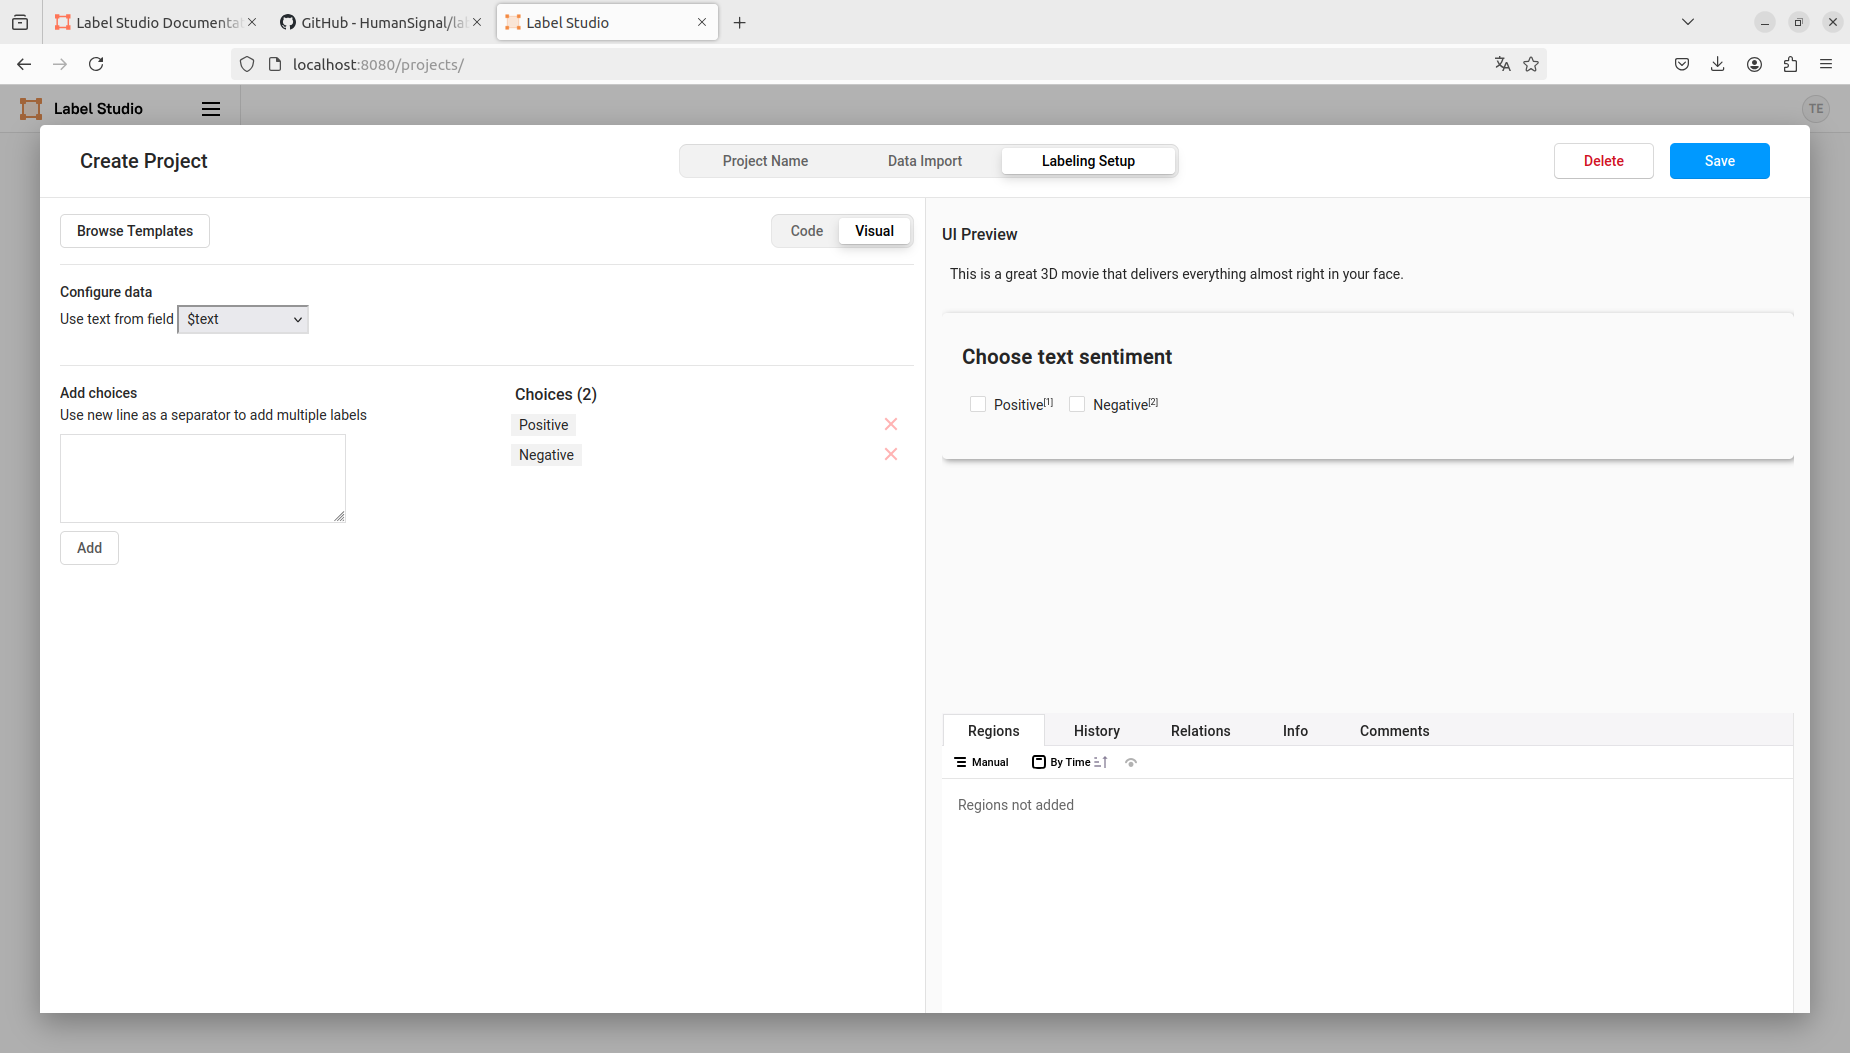 Label Studio Documenta
GitHub - HumanSignal/la
Label Studio
localhost:8080/projects/
Label Studio
TE
Create Project
Project Name
Data Import
Labeling Setup
Delete
Save
Browse Templates
Code
Visual
Configure data
Use text from field $text
Add choices
Use new line as a separator to add multiple labels
Add
Choices (2)
Positive
Negative
UI Preview
This is a great 3D movie that delivers everything almost right in your face.
Choose text sentiment
Positive[1] Negative[2]
Regions
History
Relations
Info
Comments
Manual
By Time
Regions not added